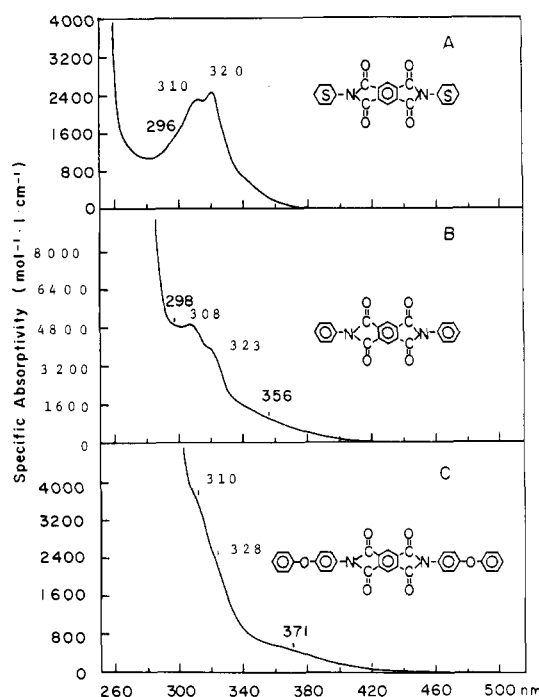 Specific Absorptivity (mol⁻¹ · l · cm⁻¹)
4000
3200
2400
1600
800
0
A
320
310
296
O O
C C
S N N S
C C
O O
8000
6400
4800
3200
1600
0
B
298
308
323
356
O O
C C
N N
C C
O O
4000
3200
2400
1600
800
0
C
310
328
371
O O
C C
O N N O
C C
O O
260 300 340 380 420 460 500 nm